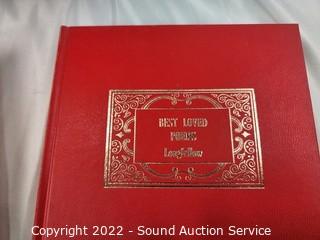 BEST LOVED
POEMS
Longfellow
Copyright 2022 - Sound Auction Service